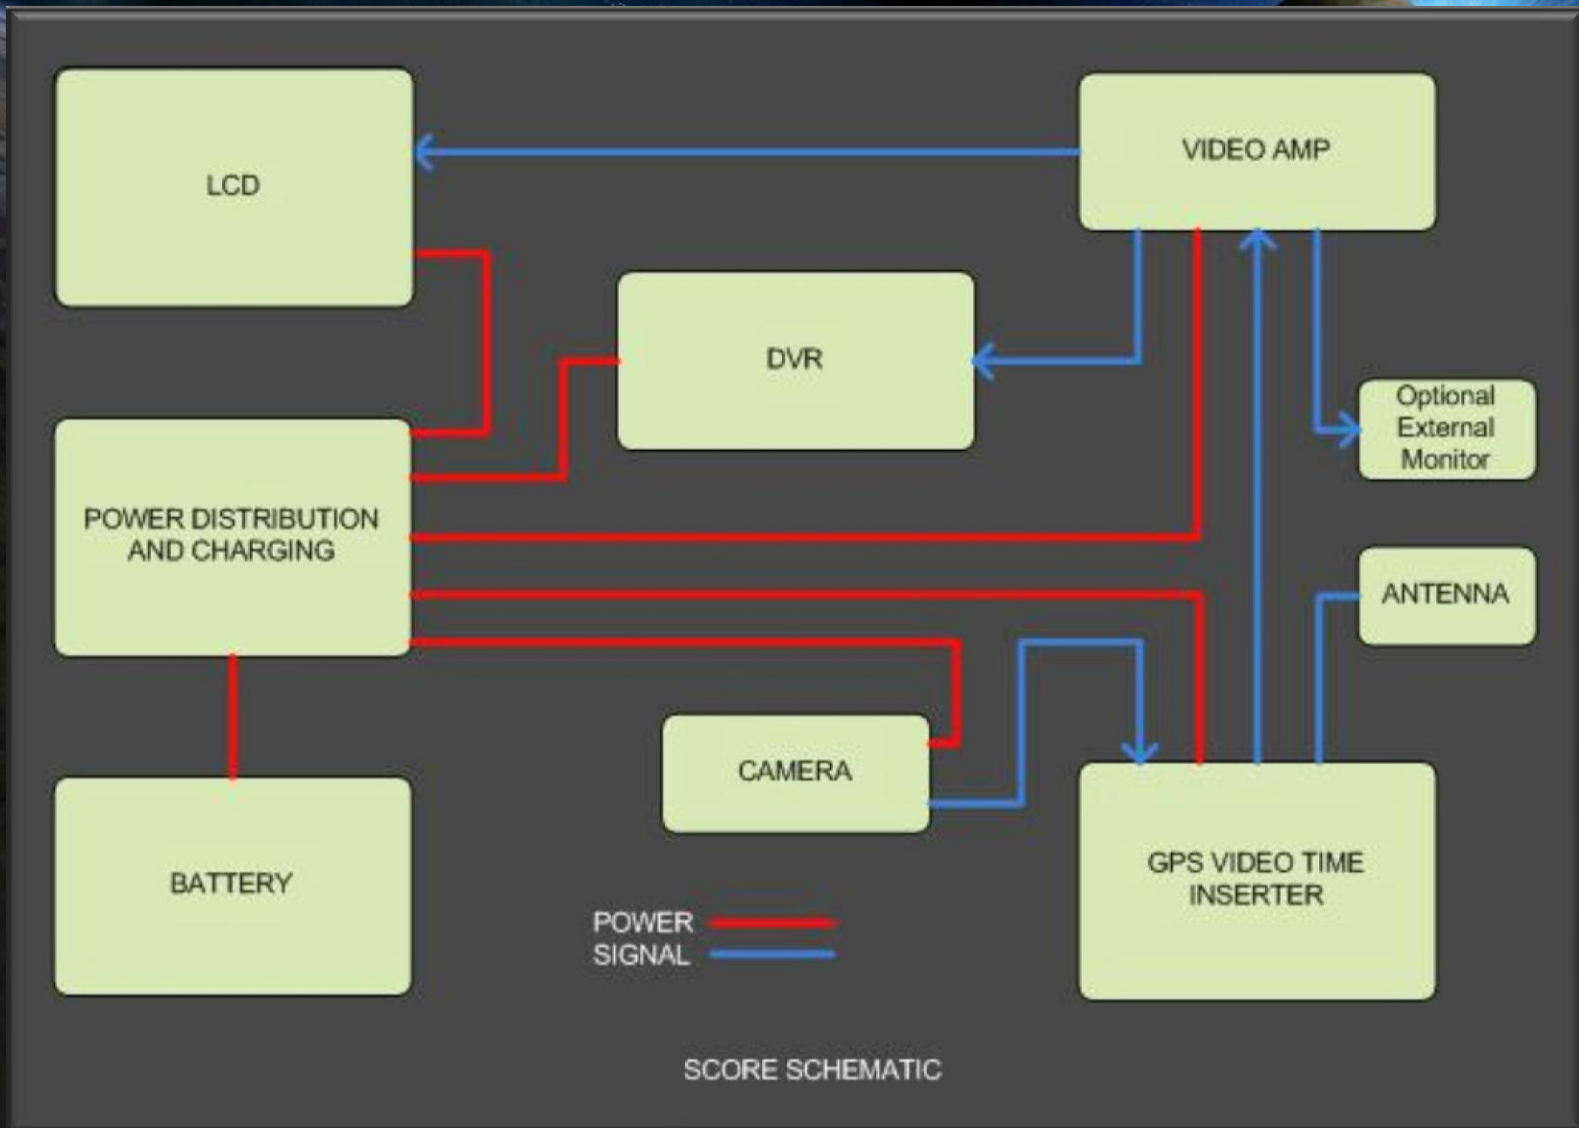 LCD
VIDEO AMP
DVR
Optional
External
Monitor
POWER DISTRIBUTION
AND CHARGING
ANTENNA
CAMERA
BATTERY
GPS VIDEO TIME
INSERTER
POWER
SIGNAL
SCORE SCHEMATIC